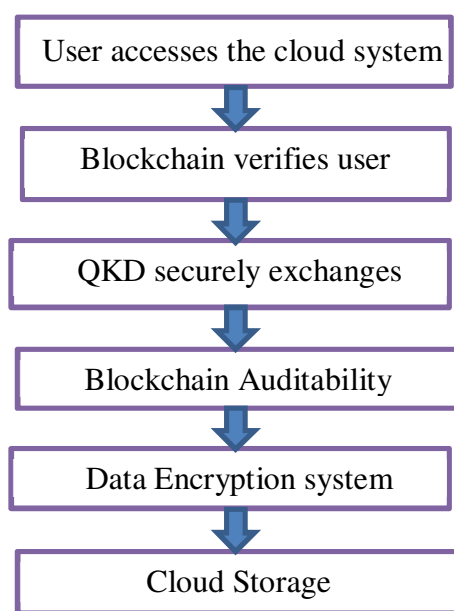 User accesses the cloud system
Blockchain verifies user
QKD securely exchanges
Blockchain Auditability
Data Encryption system
Cloud Storage